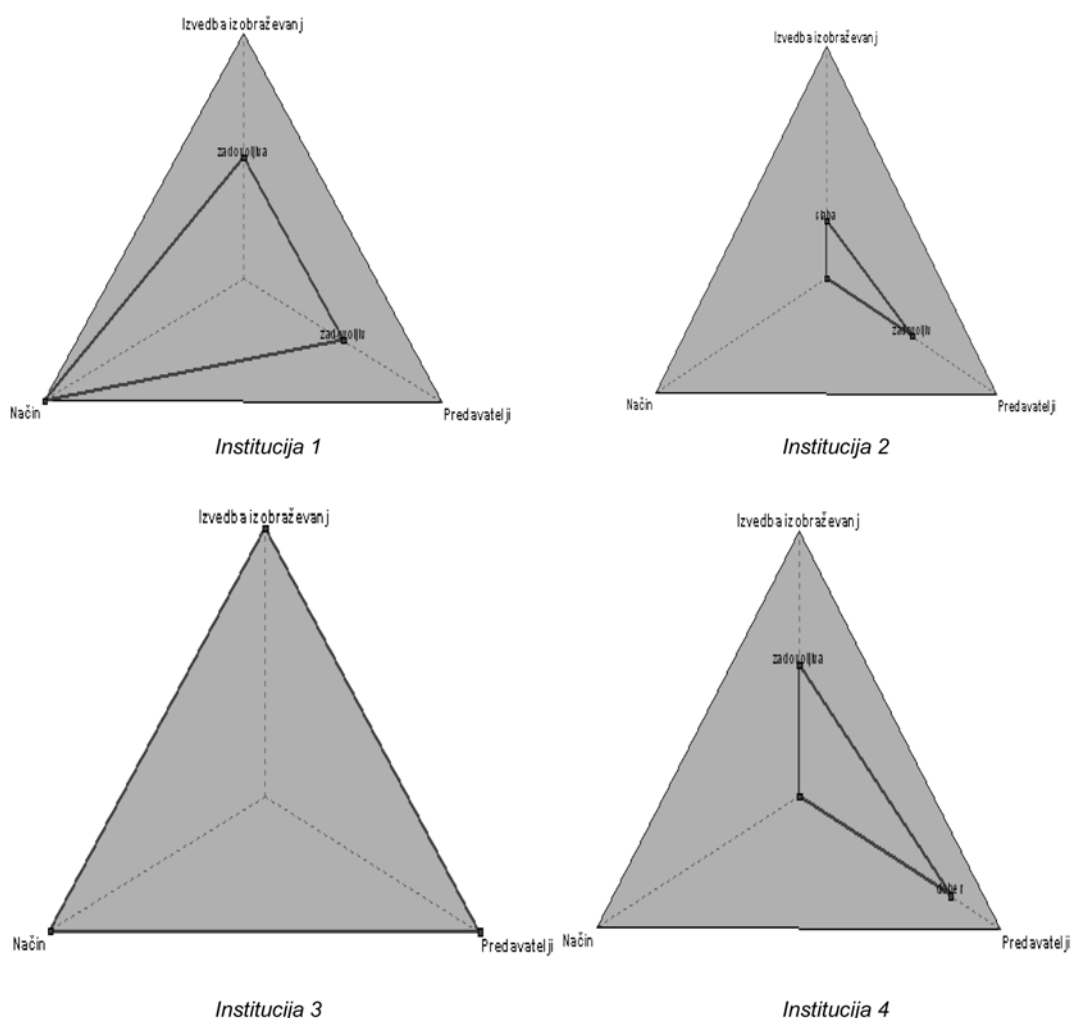 Izvedba izobraževanj
zadovoljiva
zadovoljiv
Način
Predavatelji
Institucija 1
Izvedba izobraževanj
slaba
zadovoljiv
Način
Predavatelji
Institucija 2
Izvedba izobraževanj
Način
Predavatelji
Institucija 3
Izvedba izobraževanj
zadovoljiva
dober
Način
Predavatelji
Institucija 4